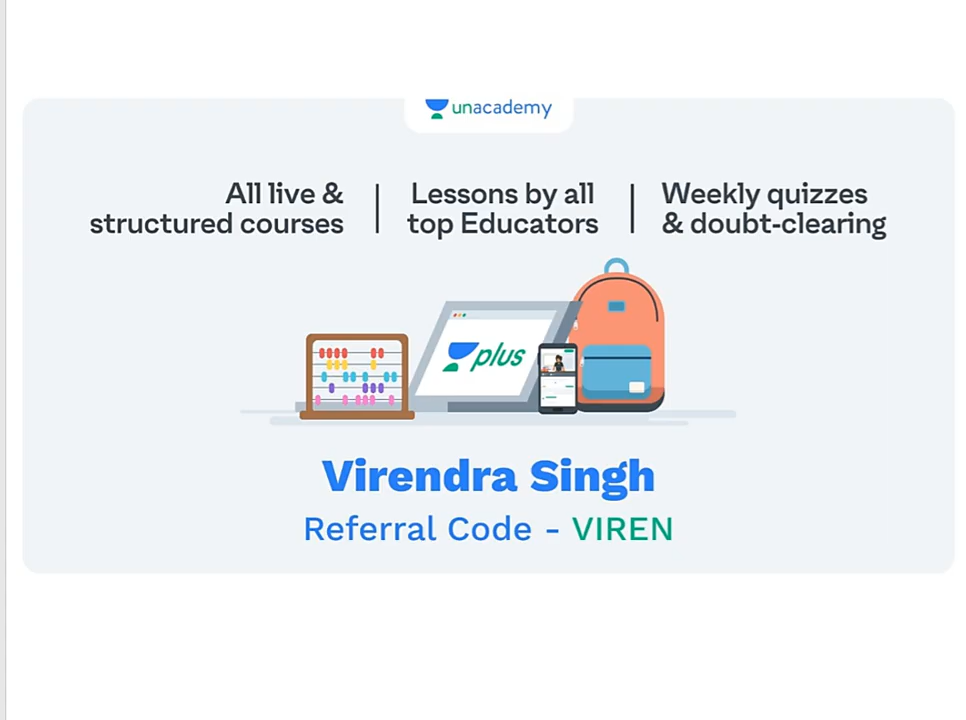 unacademy
All live &
structured courses
Lessons by all
top Educators
Weekly quizzes
& doubt-clearing
plus
Virendra Singh
Referral Code - VIREN